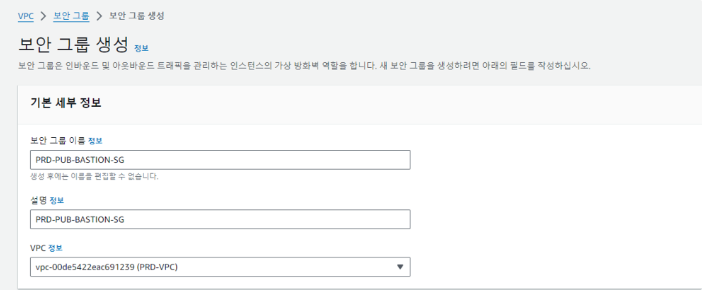 VPC > 보안 그룹 > 보안 그룹 생성
보안 그룹 생성 정보
보안 그룹은 인바운드 및 아웃바운드 트래픽을 관리하는 인스턴스의 가상 방화벽 역할을 합니다. 새 보안 그룹을 생성하려면 아래의 필드를 작성하십시오.
기본 세부 정보
보안 그룹 이름 정보
PRD-PUB-BASTION-SG
생성 후에는 이름을 편집할 수 없습니다.
설명 정보
PRD-PUB-BASTION-SG
VPC 정보
vpc-00de5422eac691239 (PRD-VPC)